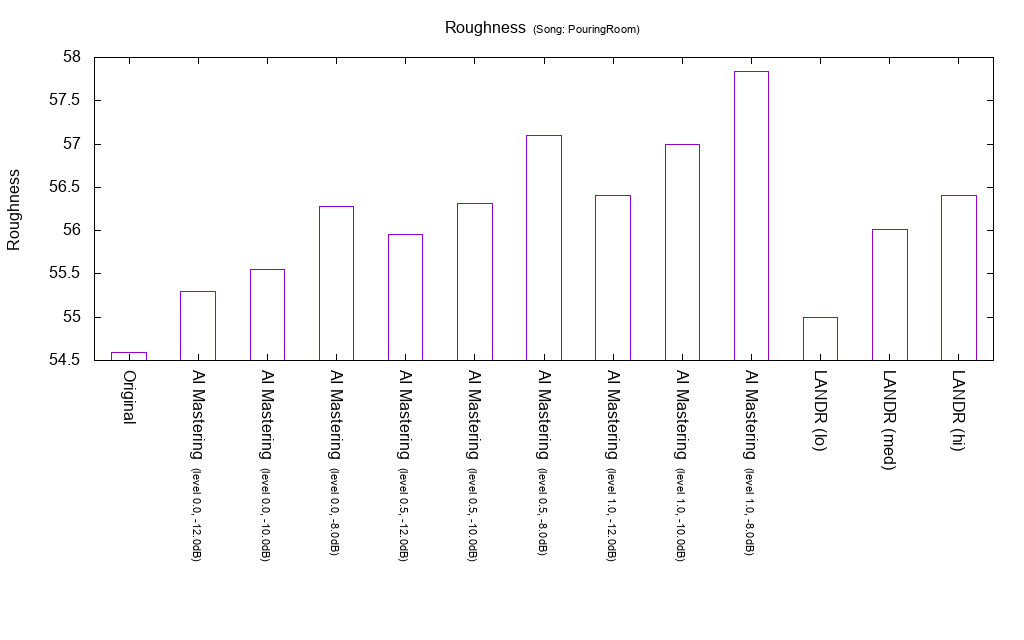 Roughness (Song: PouringRoom)
Roughness
58
57.5
57
56.5
56
55.5
55
54.5
Original
AI Mastering (level 0.0, -12.0dB)
AI Mastering (level 0.0, -10.0dB)
AI Mastering (level 0.0, -8.0dB)
AI Mastering (level 0.5, -12.0dB)
AI Mastering (level 0.5, -10.0dB)
AI Mastering (level 0.5, -8.0dB)
AI Mastering (level 1.0, -12.0dB)
AI Mastering (level 1.0, -10.0dB)
AI Mastering (level 1.0, -8.0dB)
LANDR (lo)
LANDR (med)
LANDR (hi)